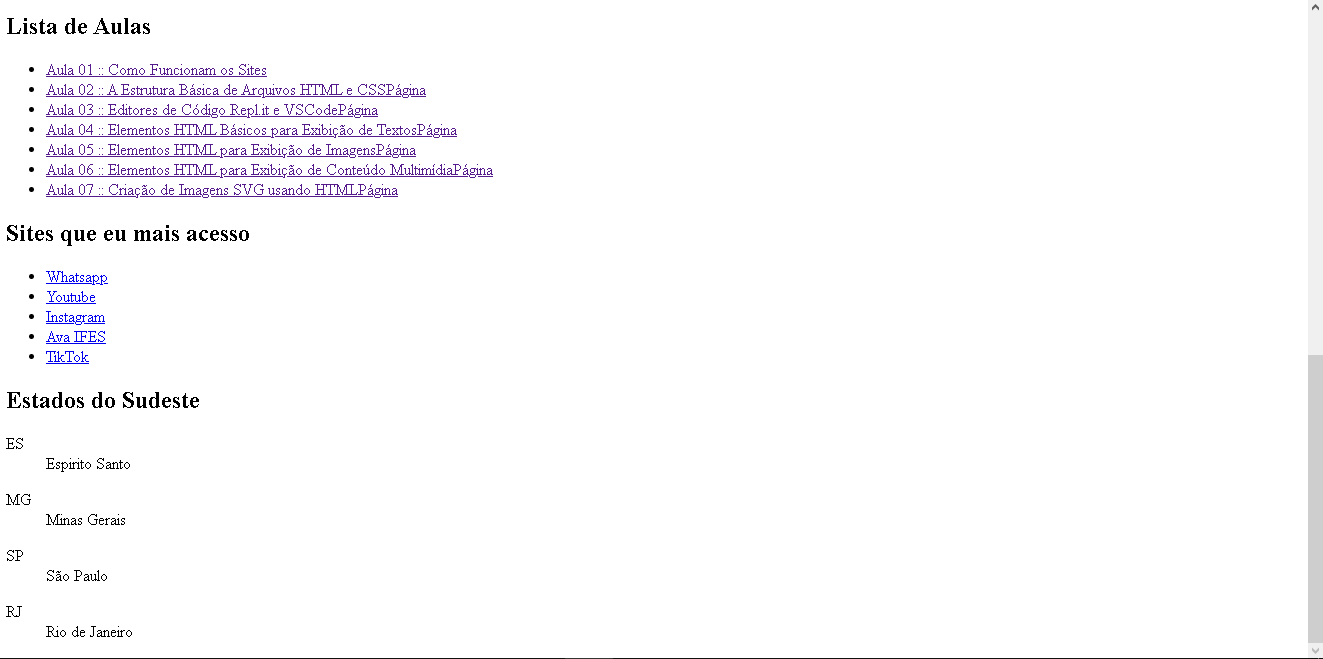 Lista de Aulas
Aula 01 :: Como Funcionam os Sites
Aula 02 :: A Estrutura Básica de Arquivos HTML e CSSPágina
Aula 03 :: Editores de Código Repl.it e VSCodePágina
Aula 04 :: Elementos HTML Básicos para Exibição de TextosPágina
Aula 05 :: Elementos HTML para Exibição de ImagensPágina
Aula 06 :: Elementos HTML para Exibição de Conteúdo MultimídiaPágina
Aula 07 :: Criação de Imagens SVG usando HTMLPágina
Sites que eu mais acesso
Whatsapp
Youtube
Instagram
Ava IFES
TikTok
Estados do Sudeste
ES
Espirito Santo
MG
Minas Gerais
SP
São Paulo
RJ
Rio de Janeiro